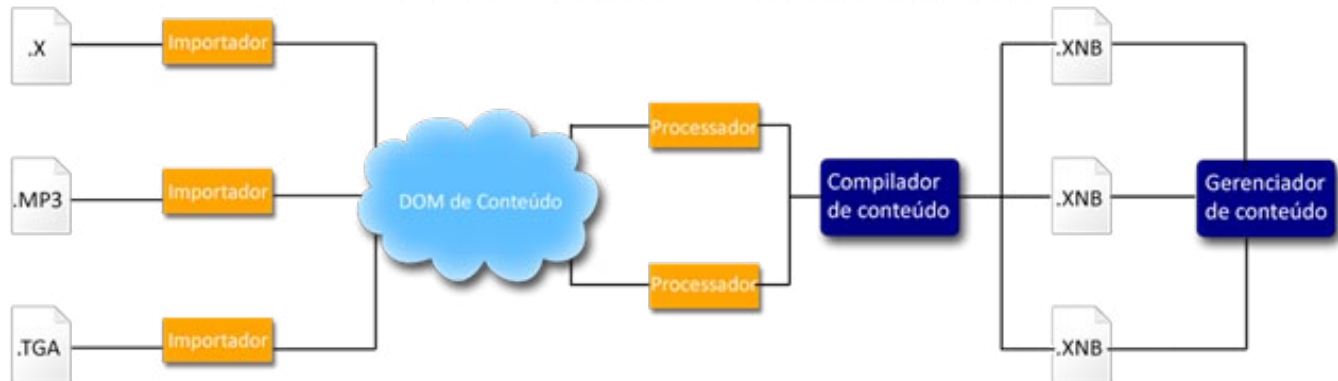 .X
Importador
.MP3
Importador
.TGA
Importador
DOM de Conteúdo
Processador
Processador
Compilador
de conteúdo
.XNB
.XNB
.XNB
Gerenciador
de conteúdo